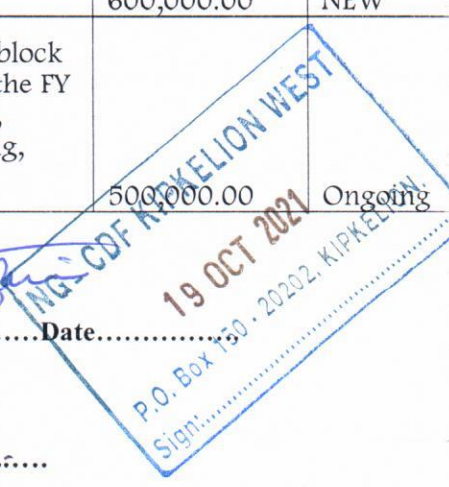 600,000.00 NEW
block
the FY
g,
500,000.00 Ongoing
NG - CDF KIPKELION WEST
19 OCT 2021
P.O. Box 150 - 20202, KIPKELION
Sign:..............................
......Date................